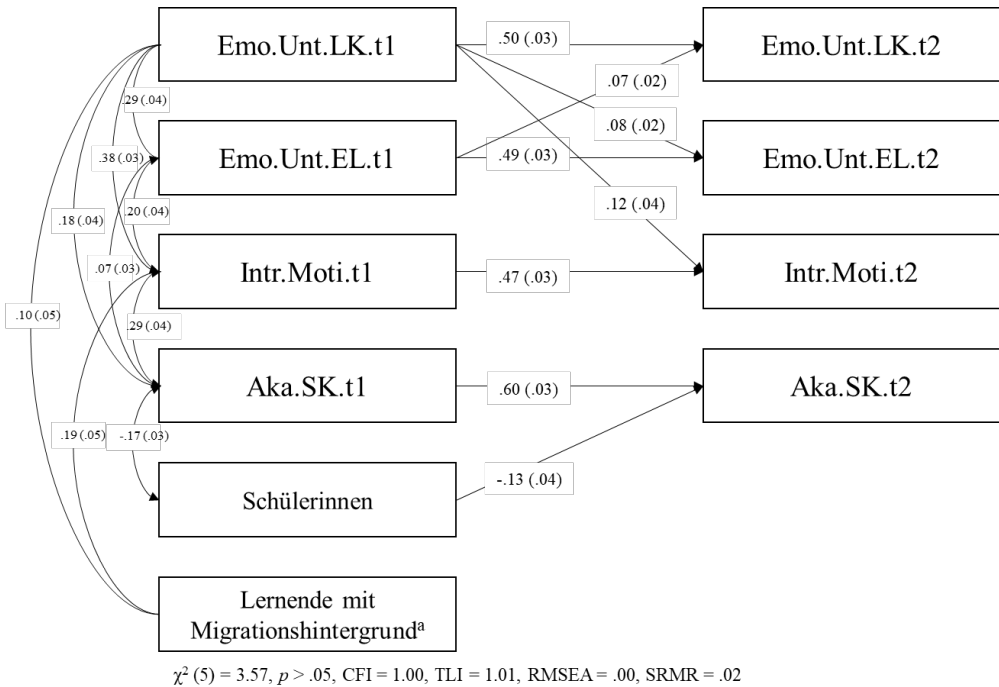 Emo.Unt.LK.t1
.50 (.03)
Emo.Unt.LK.t2
.07 (.02)
.29 (.04)
.08 (.02)
Emo.Unt.EL.t1
.49 (.03)
Emo.Unt.EL.t2
.38 (.03)
.12 (.04)
.20 (.04)
.18 (.04)
.07 (.03)
Intr.Moti.t1
.47 (.03)
Intr.Moti.t2
.10 (.05)
.29 (.04)
Aka.SK.t1
.60 (.03)
Aka.SK.t2
.19 (.05)
-.17 (.03)
-.13 (.04)
Schülerinnen
Lernende mit
Migrationshintergrundᵃ
χ² (5) = 3.57, p > .05, CFI = 1.00, TLI = 1.01, RMSEA = .00, SRMR = .02